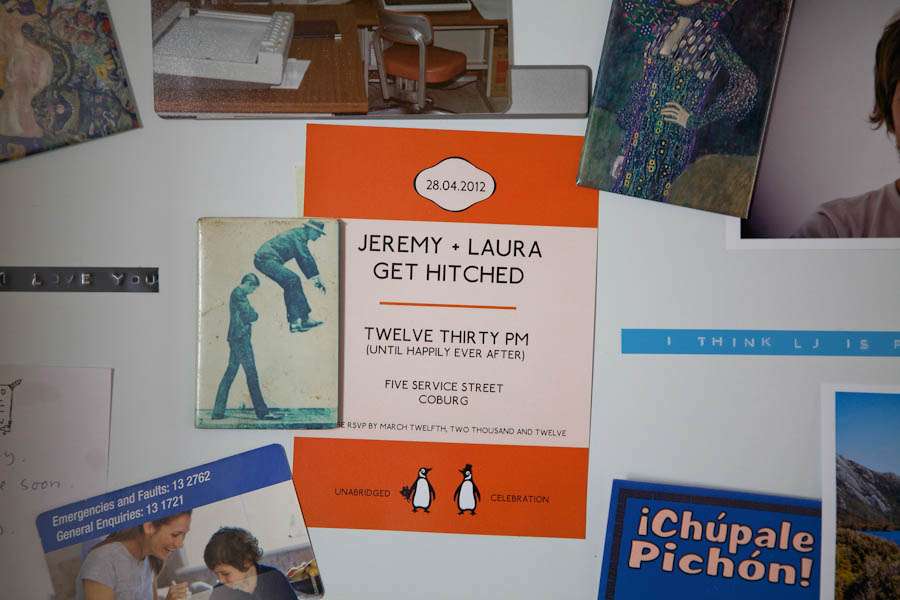 28.04.2012
JEREMY + LAURA
GET HITCHED
TWELVE THIRTY PM
(UNTIL HAPPILY EVER AFTER)
FIVE SERVICE STREET
COBURG
RSVP BY MARCH TWELFTH, TWO THOUSAND AND TWELVE
UNABRIDGED
CELEBRATION
I LOVE YOU
I THINK LJ IS
soon.
Emergencies and Faults: 13 2762
General Enquiries: 13 1721
¡Chúpale
Pichón!